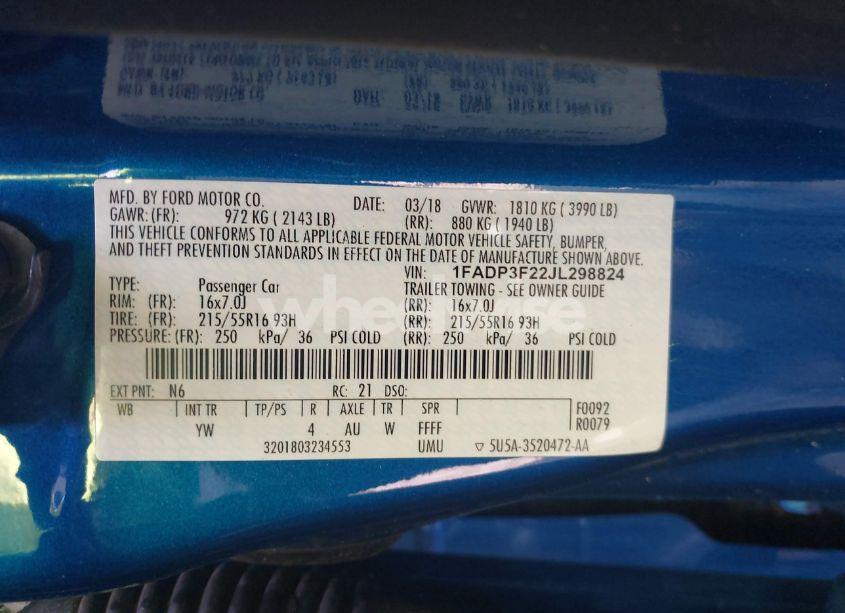 MFD. BY FORD MOTOR CO. DATE: 03/18 GVWR: 1810 KG ( 3990 LB)
GAWR: (FR): 972 KG ( 2143 LB) (RR): 880 KG ( 1940 LB)
THIS VEHICLE CONFORMS TO ALL APPLICABLE FEDERAL MOTOR VEHICLE SAFETY, BUMPER,
AND THEFT PREVENTION STANDARDS IN EFFECT ON THE DATE OF MANUFACTURE SHOWN ABOVE.
VIN: 1FADP3F22JL298824
TYPE: Passenger Car TRAILER TOWING - SEE OWNER GUIDE
RIM: (FR): 16x7.0J (RR): 16x7.0J
TIRE: (FR): 215/55R16 93H (RR): 215/55R16 93H
PRESSURE: (FR): 250 kPa/ 36 PSI COLD (RR): 250 kPa/ 36 PSI COLD
EXT PNT: N6 RC: 21 DSO:
WB INT TR TP/PS R AXLE TR SPR F0092
YW 4 AU W FFFF R0079
3201803234553 UMU ▽ 5U5A-3520472-AA